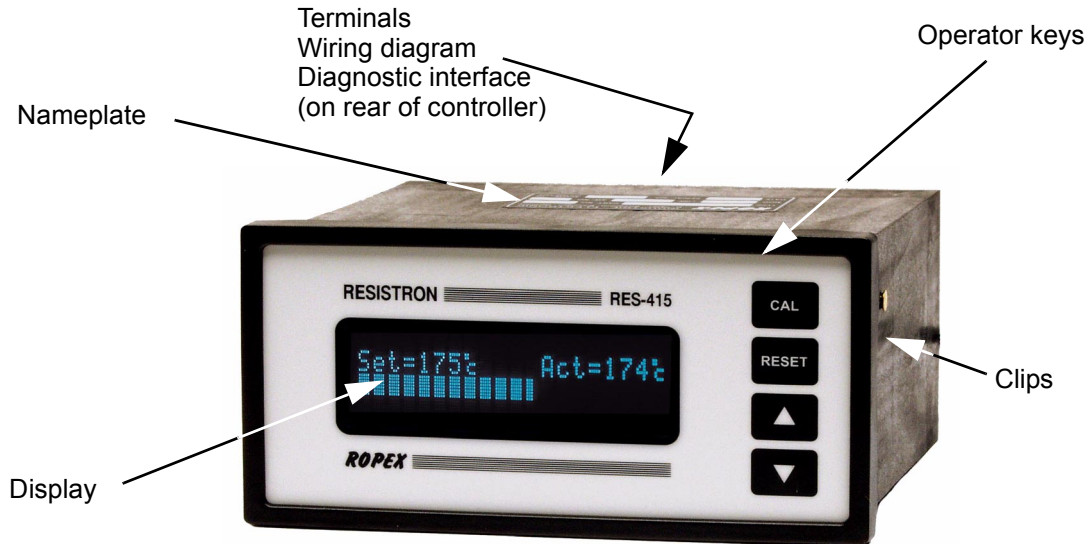 Terminals
Wiring diagram
Diagnostic interface
(on rear of controller)
Operator keys
Nameplate
RESISTRON RES-415
CAL
Set=175°C Act=174°C
RESET
Clips
ROPEX
Display